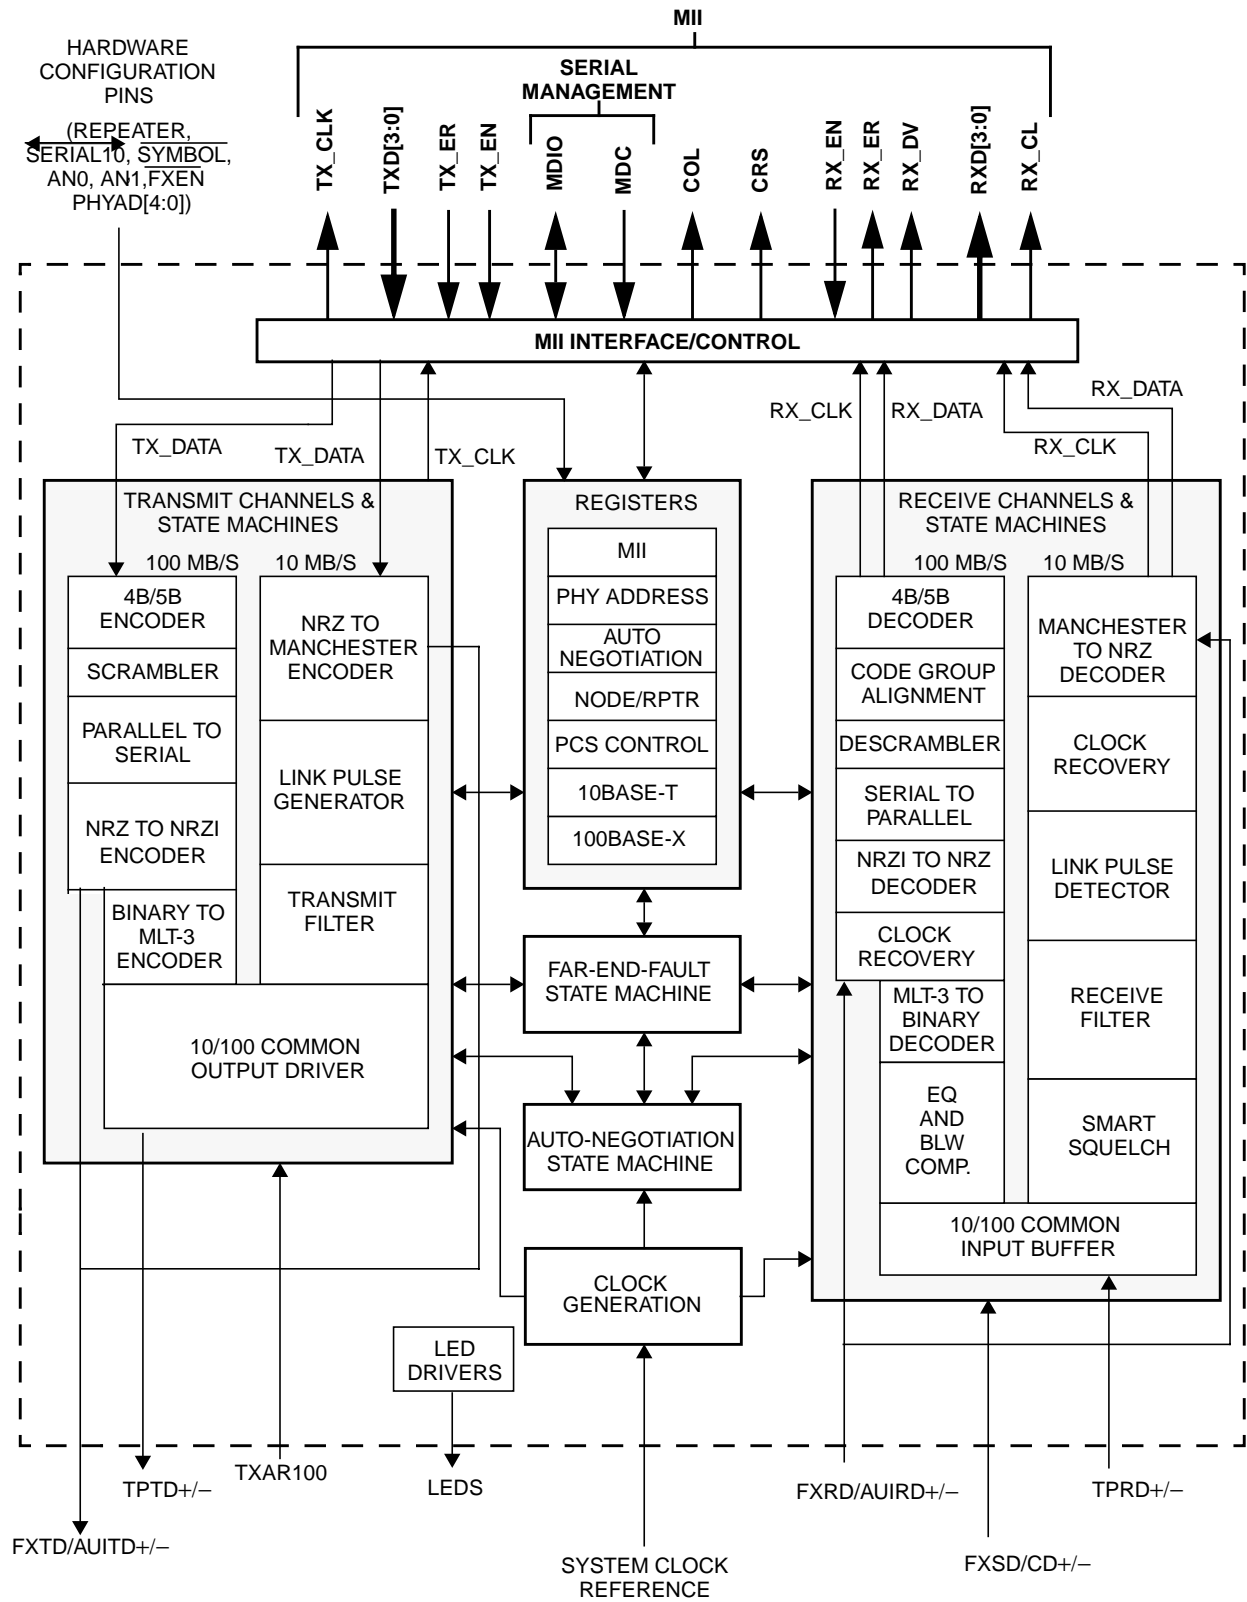 MII
HARDWARE
CONFIGURATION
PINS
(REPEATER,
SERIAL10, SYMBOL,
AN0, AN1,FXEN
PHYAD[4:0])
SERIAL
MANAGEMENT
TX_CLK
TXD[3:0]
TX_ER
TX_EN
MDIO
MDC
COL
CRS
RX_EN
RX_ER
RX_DV
RXD[3:0]
RX_CL
MII INTERFACE/CONTROL
TX_DATA
TX_DATA
TX_CLK
RX_CLK
RX_DATA
RX_CLK
RX_DATA
TRANSMIT CHANNELS &
STATE MACHINES
100 MB/S
10 MB/S
4B/5B
ENCODER
SCRAMBLER
PARALLEL TO
SERIAL
NRZ TO NRZI
ENCODER
BINARY TO
MLT-3
ENCODER
NRZ TO
MANCHESTER
ENCODER
LINK PULSE
GENERATOR
TRANSMIT
FILTER
10/100 COMMON
OUTPUT DRIVER
REGISTERS
MII
PHY ADDRESS
AUTO
NEGOTIATION
NODE/RPTR
PCS CONTROL
10BASE-T
100BASE-X
FAR-END-FAULT
STATE MACHINE
AUTO-NEGOTIATION
STATE MACHINE
CLOCK
GENERATION
RECEIVE CHANNELS &
STATE MACHINES
100 MB/S
10 MB/S
4B/5B
DECODER
CODE GROUP
ALIGNMENT
DESCRAMBLER
SERIAL TO
PARALLEL
NRZI TO NRZ
DECODER
CLOCK
RECOVERY
MLT-3 TO
BINARY
DECODER
EQ
AND
BLW
COMP.
MANCHESTER
TO NRZ
DECODER
CLOCK
RECOVERY
LINK PULSE
DETECTOR
RECEIVE
FILTER
SMART
SQUELCH
10/100 COMMON
INPUT BUFFER
LED
DRIVERS
TPTD+/−
TXAR100
LEDS
FXRD/AUIRD+/−
TPRD+/−
FXTD/AUITD+/−
SYSTEM CLOCK
REFERENCE
FXSD/CD+/−